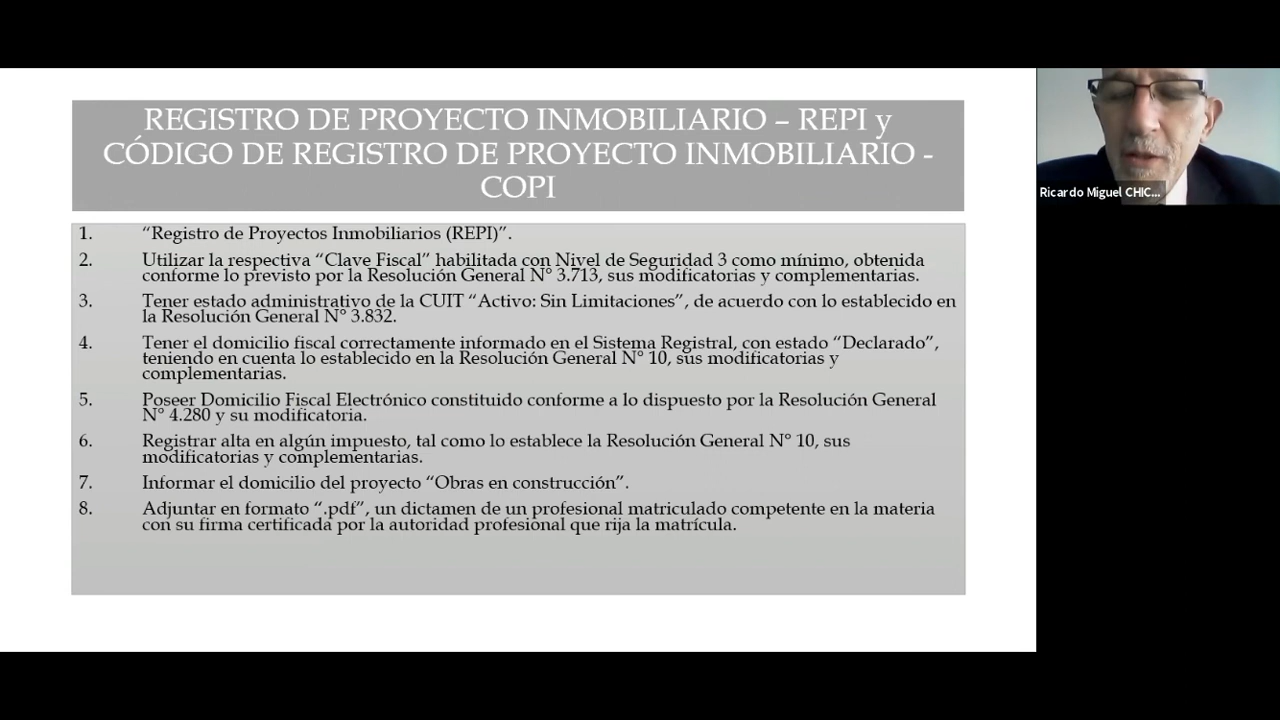 REGISTRO DE PROYECTO INMOBILIARIO – REPI y
CÓDIGO DE REGISTRO DE PROYECTO INMOBILIARIO -
COPI
1. “Registro de Proyectos Inmobiliarios (REPI)”.
2. Utilizar la respectiva “Clave Fiscal” habilitada con Nivel de Seguridad 3 como mínimo, obtenida
conforme lo previsto por la Resolución General N° 3.713, sus modificatorias y complementarias.
3. Tener estado administrativo de la CUIT “Activo: Sin Limitaciones”, de acuerdo con lo establecido en
la Resolución General N° 3.832.
4. Tener el domicilio fiscal correctamente informado en el Sistema Registral, con estado “Declarado”,
teniendo en cuenta lo establecido en la Resolución General N° 10, sus modificatorias y
complementarias.
5. Poseer Domicilio Fiscal Electrónico constituido conforme a lo dispuesto por la Resolución General
N° 4.280 y su modificatoria.
6. Registrar alta en algún impuesto, tal como lo establece la Resolución General N° 10, sus
modificatorias y complementarias.
7. Informar el domicilio del proyecto “Obras en construcción”.
8. Adjuntar en formato “.pdf”, un dictamen de un profesional matriculado competente en la materia
con su firma certificada por la autoridad profesional que rija la matrícula.
Ricardo Miguel CHIC...